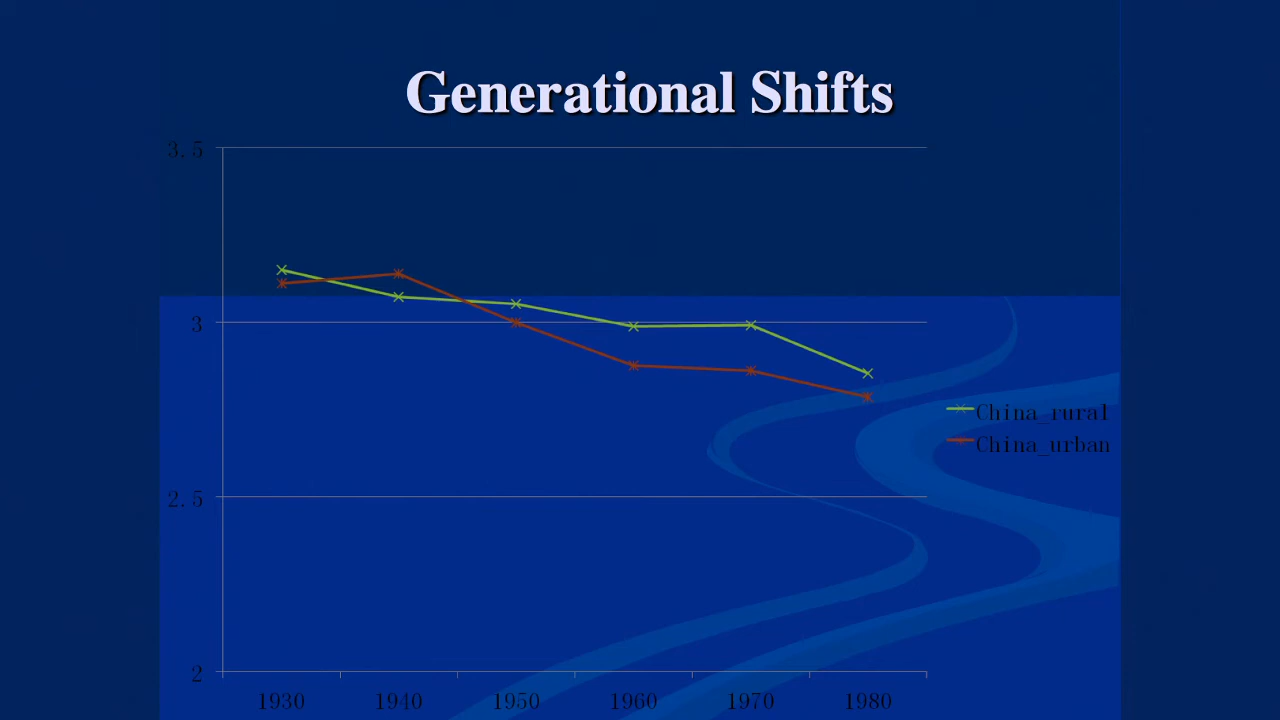 Generational Shifts
3.5
3
2.5
2
1930 1940 1950 1960 1970 1980
China_rural
China_urban